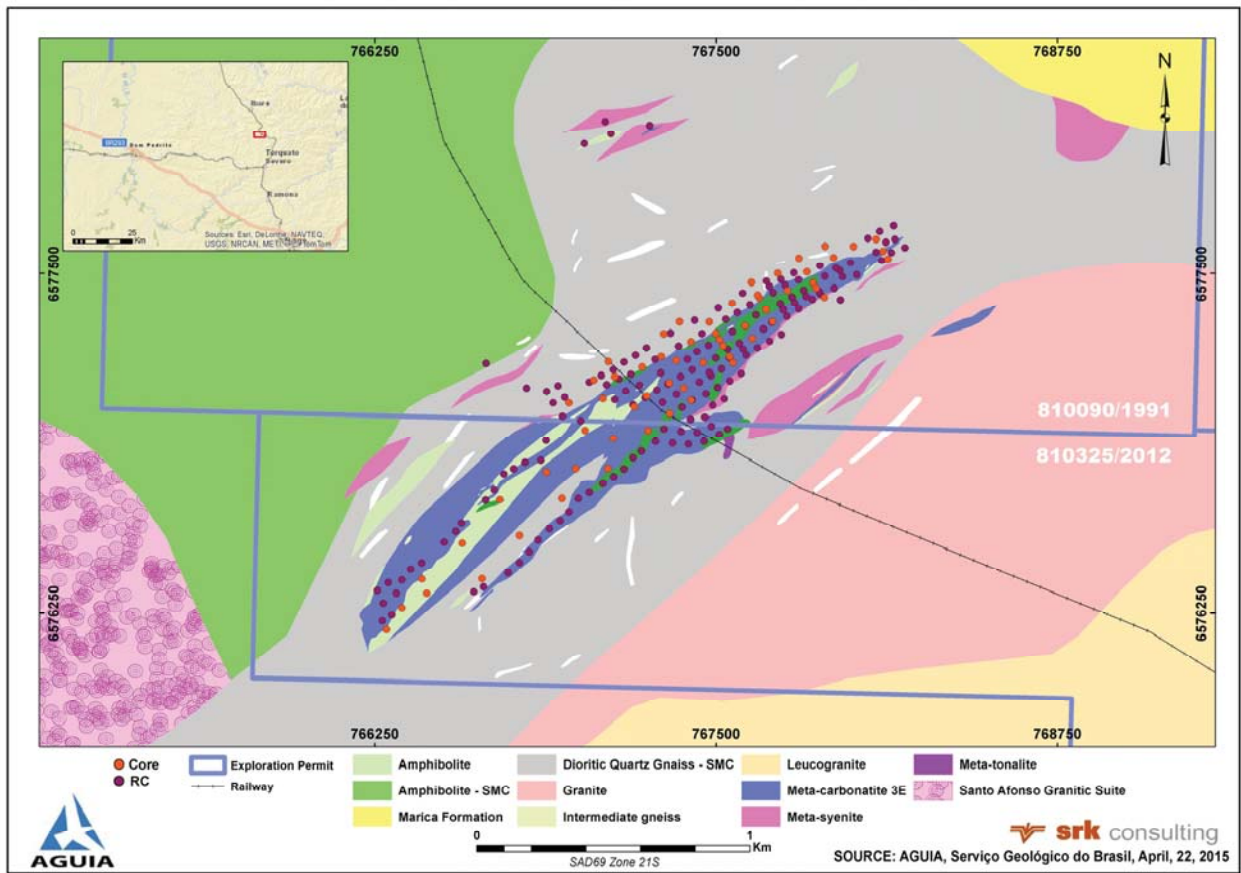 766250
767500
768750
N
Ibare
BR293
Dom Pedrito
Torquato
Severo
0
25
Km
Sources: Esri, DeLorme, NAVTEQ,
USGS, NRCAN, METI, TomTom
6577500
6577500
810090/1991
810325/2012
6576250
6576250
766250
767500
768750
Core
RC
Exploration Permit
Railway
Amphibolite
Amphibolite - SMC
Marica Formation
Dioritic Quartz Gnaiss - SMC
Granite
Intermediate gneiss
Leucogranite
Meta-carbonatite 3E
Meta-syenite
Meta-tonalite
Santo Afonso Granitic Suite
0
1
Km
SAD69 Zone 21S
AGUIA
srk consulting
SOURCE: AGUIA, Serviço Geológico do Brasil, April, 22, 2015